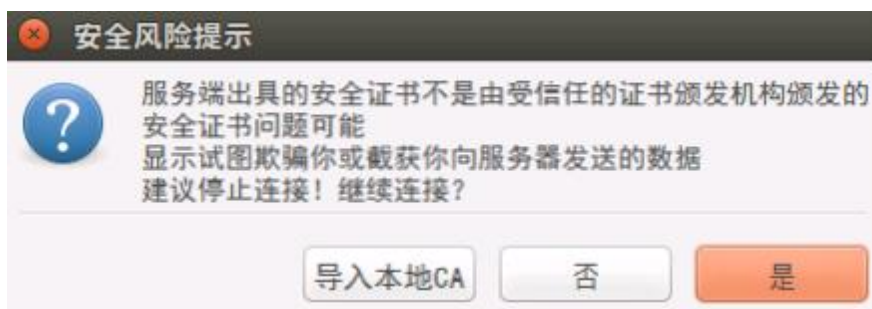 安全风险提示
服务端出具的安全证书不是由受信任的证书颁发机构颁发的
安全证书问题可能
显示试图欺骗你或截获你向服务器发送的数据
建议停止连接！继续连接？
导入本地CA
否
是